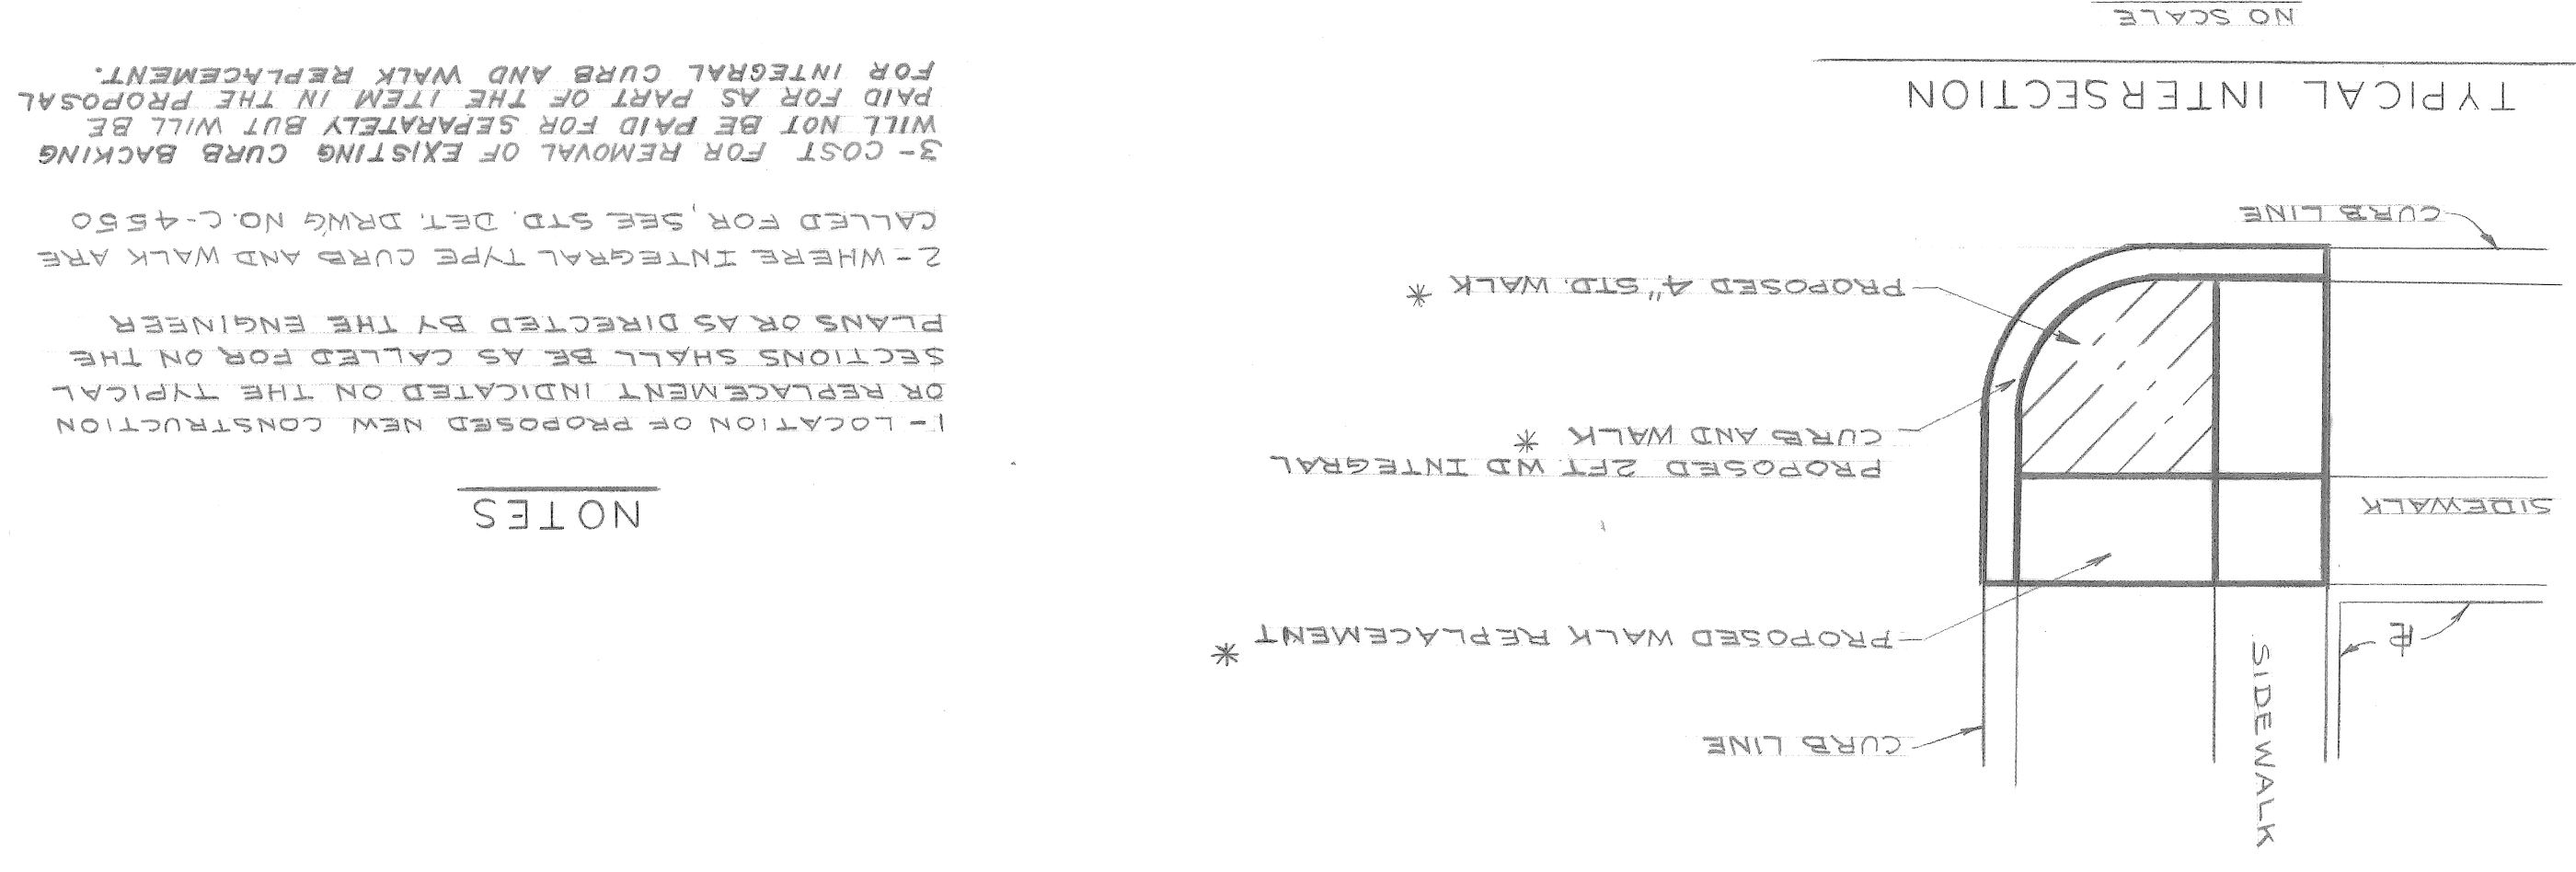 SIDEWALK
CURB LINE
PROPOSED WALK REPLACEMENT *
℄
SIDEWALK
PROPOSED 2FT. WD INTEGRAL
CURB AND WALK *
PROPOSED 4" STD. WALK *
CURB LINE
TYPICAL INTERSECTION
NO SCALE
NOTES
1-LOCATION OF PROPOSED NEW CONSTRUCTION
OR REPLACEMENT INDICATED ON THE TYPICAL
SECTIONS SHALL BE AS CALLED FOR ON THE
PLANS OR AS DIRECTED BY THE ENGINEER
2-WHERE INTEGRAL TYPE CURB AND WALK ARE
CALLED FOR, SEE STD. DET. DRWG NO. C-4550
3-COST FOR REMOVAL OF EXISTING CURB BACKING
WILL NOT BE PAID FOR SEPARATELY BUT WILL BE
PAID FOR AS PART OF THE ITEM IN THE PROPOSAL
FOR INTEGRAL CURB AND WALK REPLACEMENT.